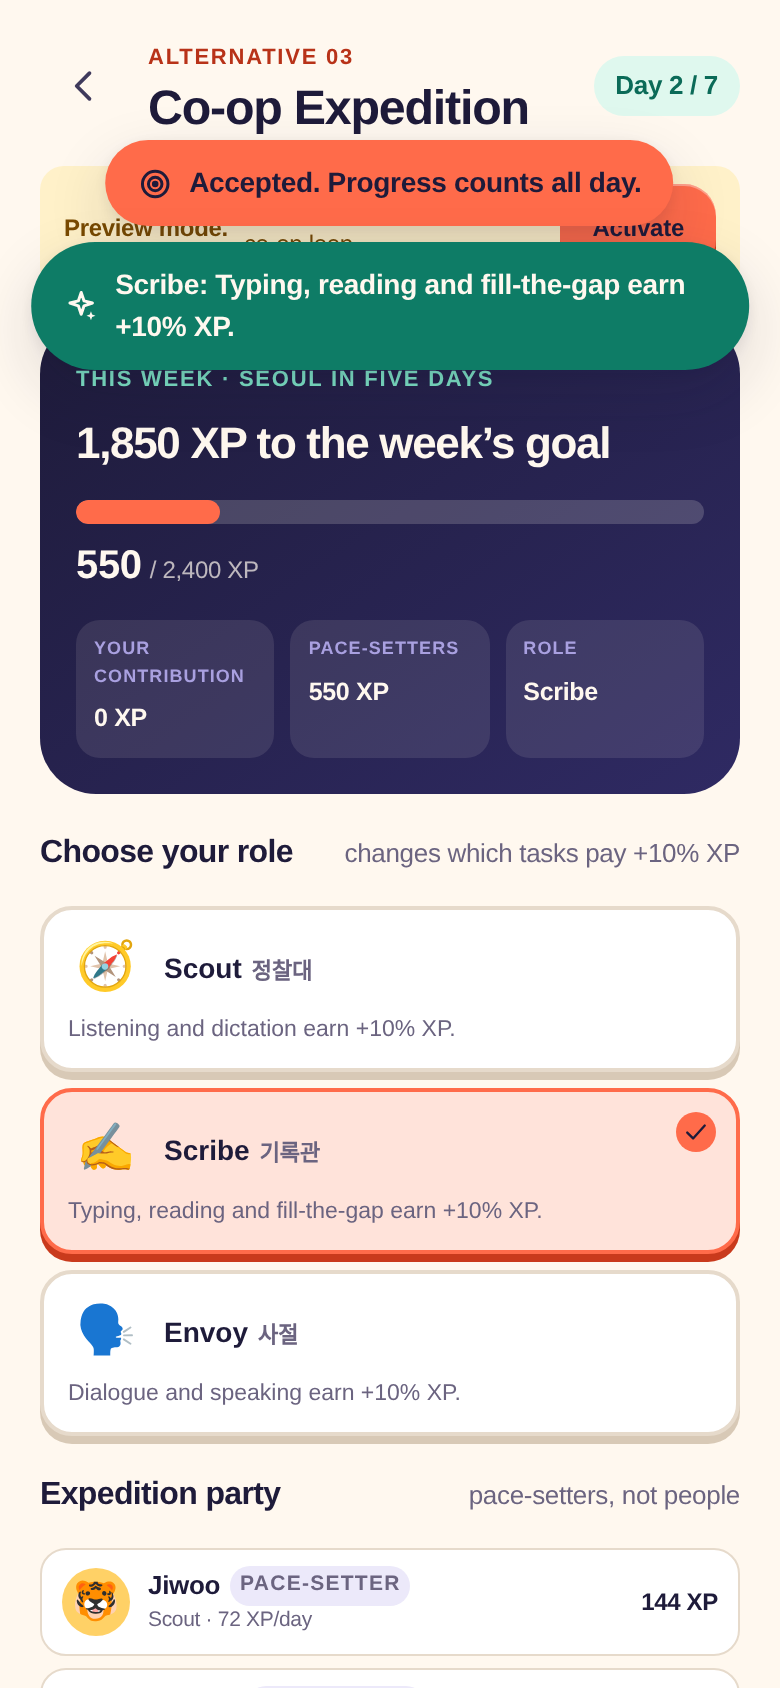 ALTERNATIVE 03
Co-op Expedition
Day 2 / 7
Accepted. Progress counts all day.
Preview mode.
co-op loop
Activate
Scribe: Typing, reading and fill-the-gap earn
+10% XP.
THIS WEEK · SEOUL IN FIVE DAYS
1,850 XP to the week’s goal
550 / 2,400 XP
YOUR
CONTRIBUTION
0 XP
PACE-SETTERS
550 XP
ROLE
Scribe
Choose your role
changes which tasks pay +10% XP
Scout 정찰대
Listening and dictation earn +10% XP.
Scribe 기록관
Typing, reading and fill-the-gap earn +10% XP.
Envoy 사절
Dialogue and speaking earn +10% XP.
Expedition party
pace-setters, not people
Jiwoo PACE-SETTER
Scout · 72 XP/day
144 XP